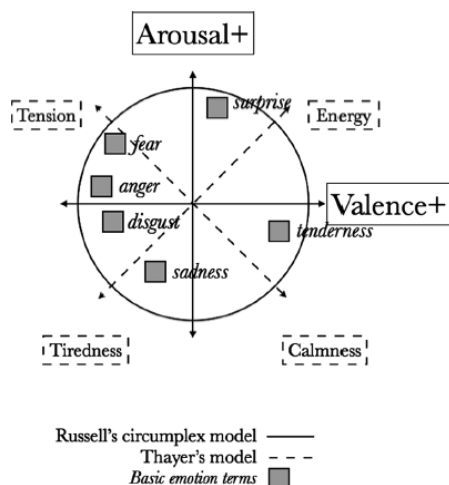 Arousal+
surprise
Tension
Energy
fear
anger
Valence+
disgust
tenderness
sadness
Tiredness
Calmness
Russell's circumplex model
Thayer's model
Basic emotion terms